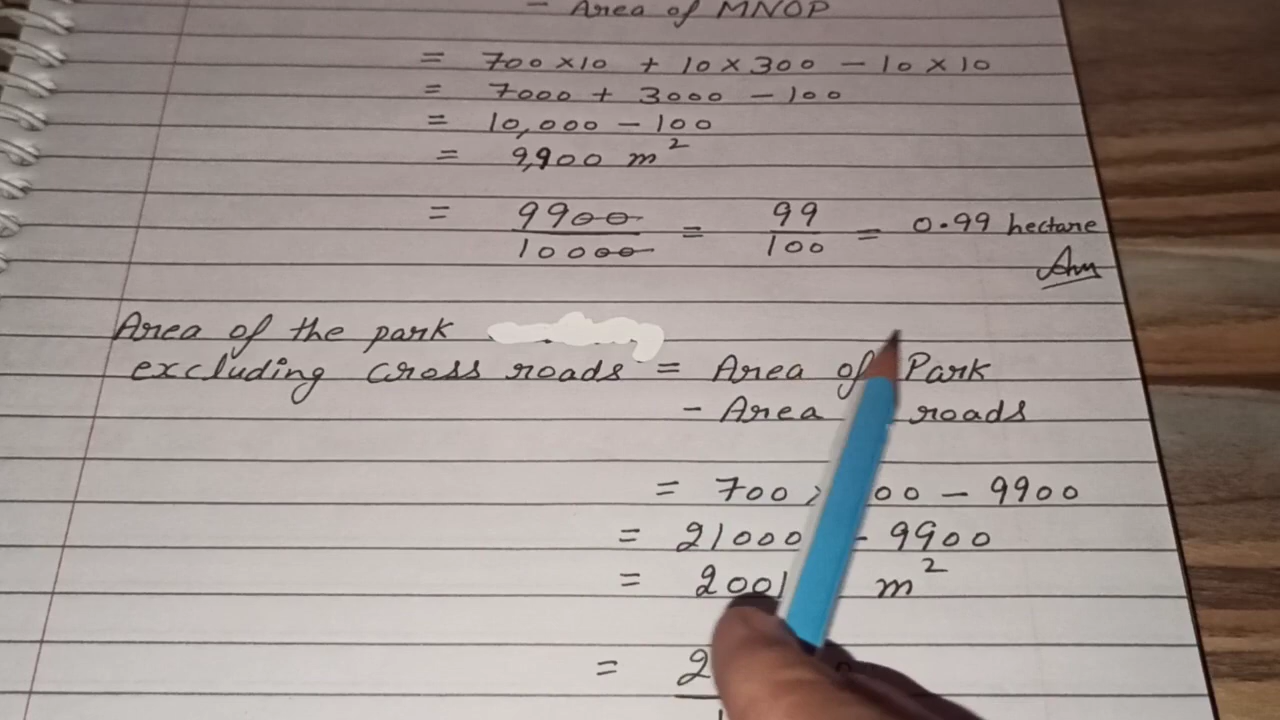 - Area of MNOP
= 700 × 10 + 10 × 300 - 10 × 10
= 7000 + 3000 - 100
= 10,000 - 100
= 9,900 m²
= 9900/10000 = 99/100 = 0.99 hectare
Ans
Area of the park
excluding cross roads = Area of Park
- Area roads
= 700 × 00 - 9900
= 21000 - 9900
= 2001 m²
= 2